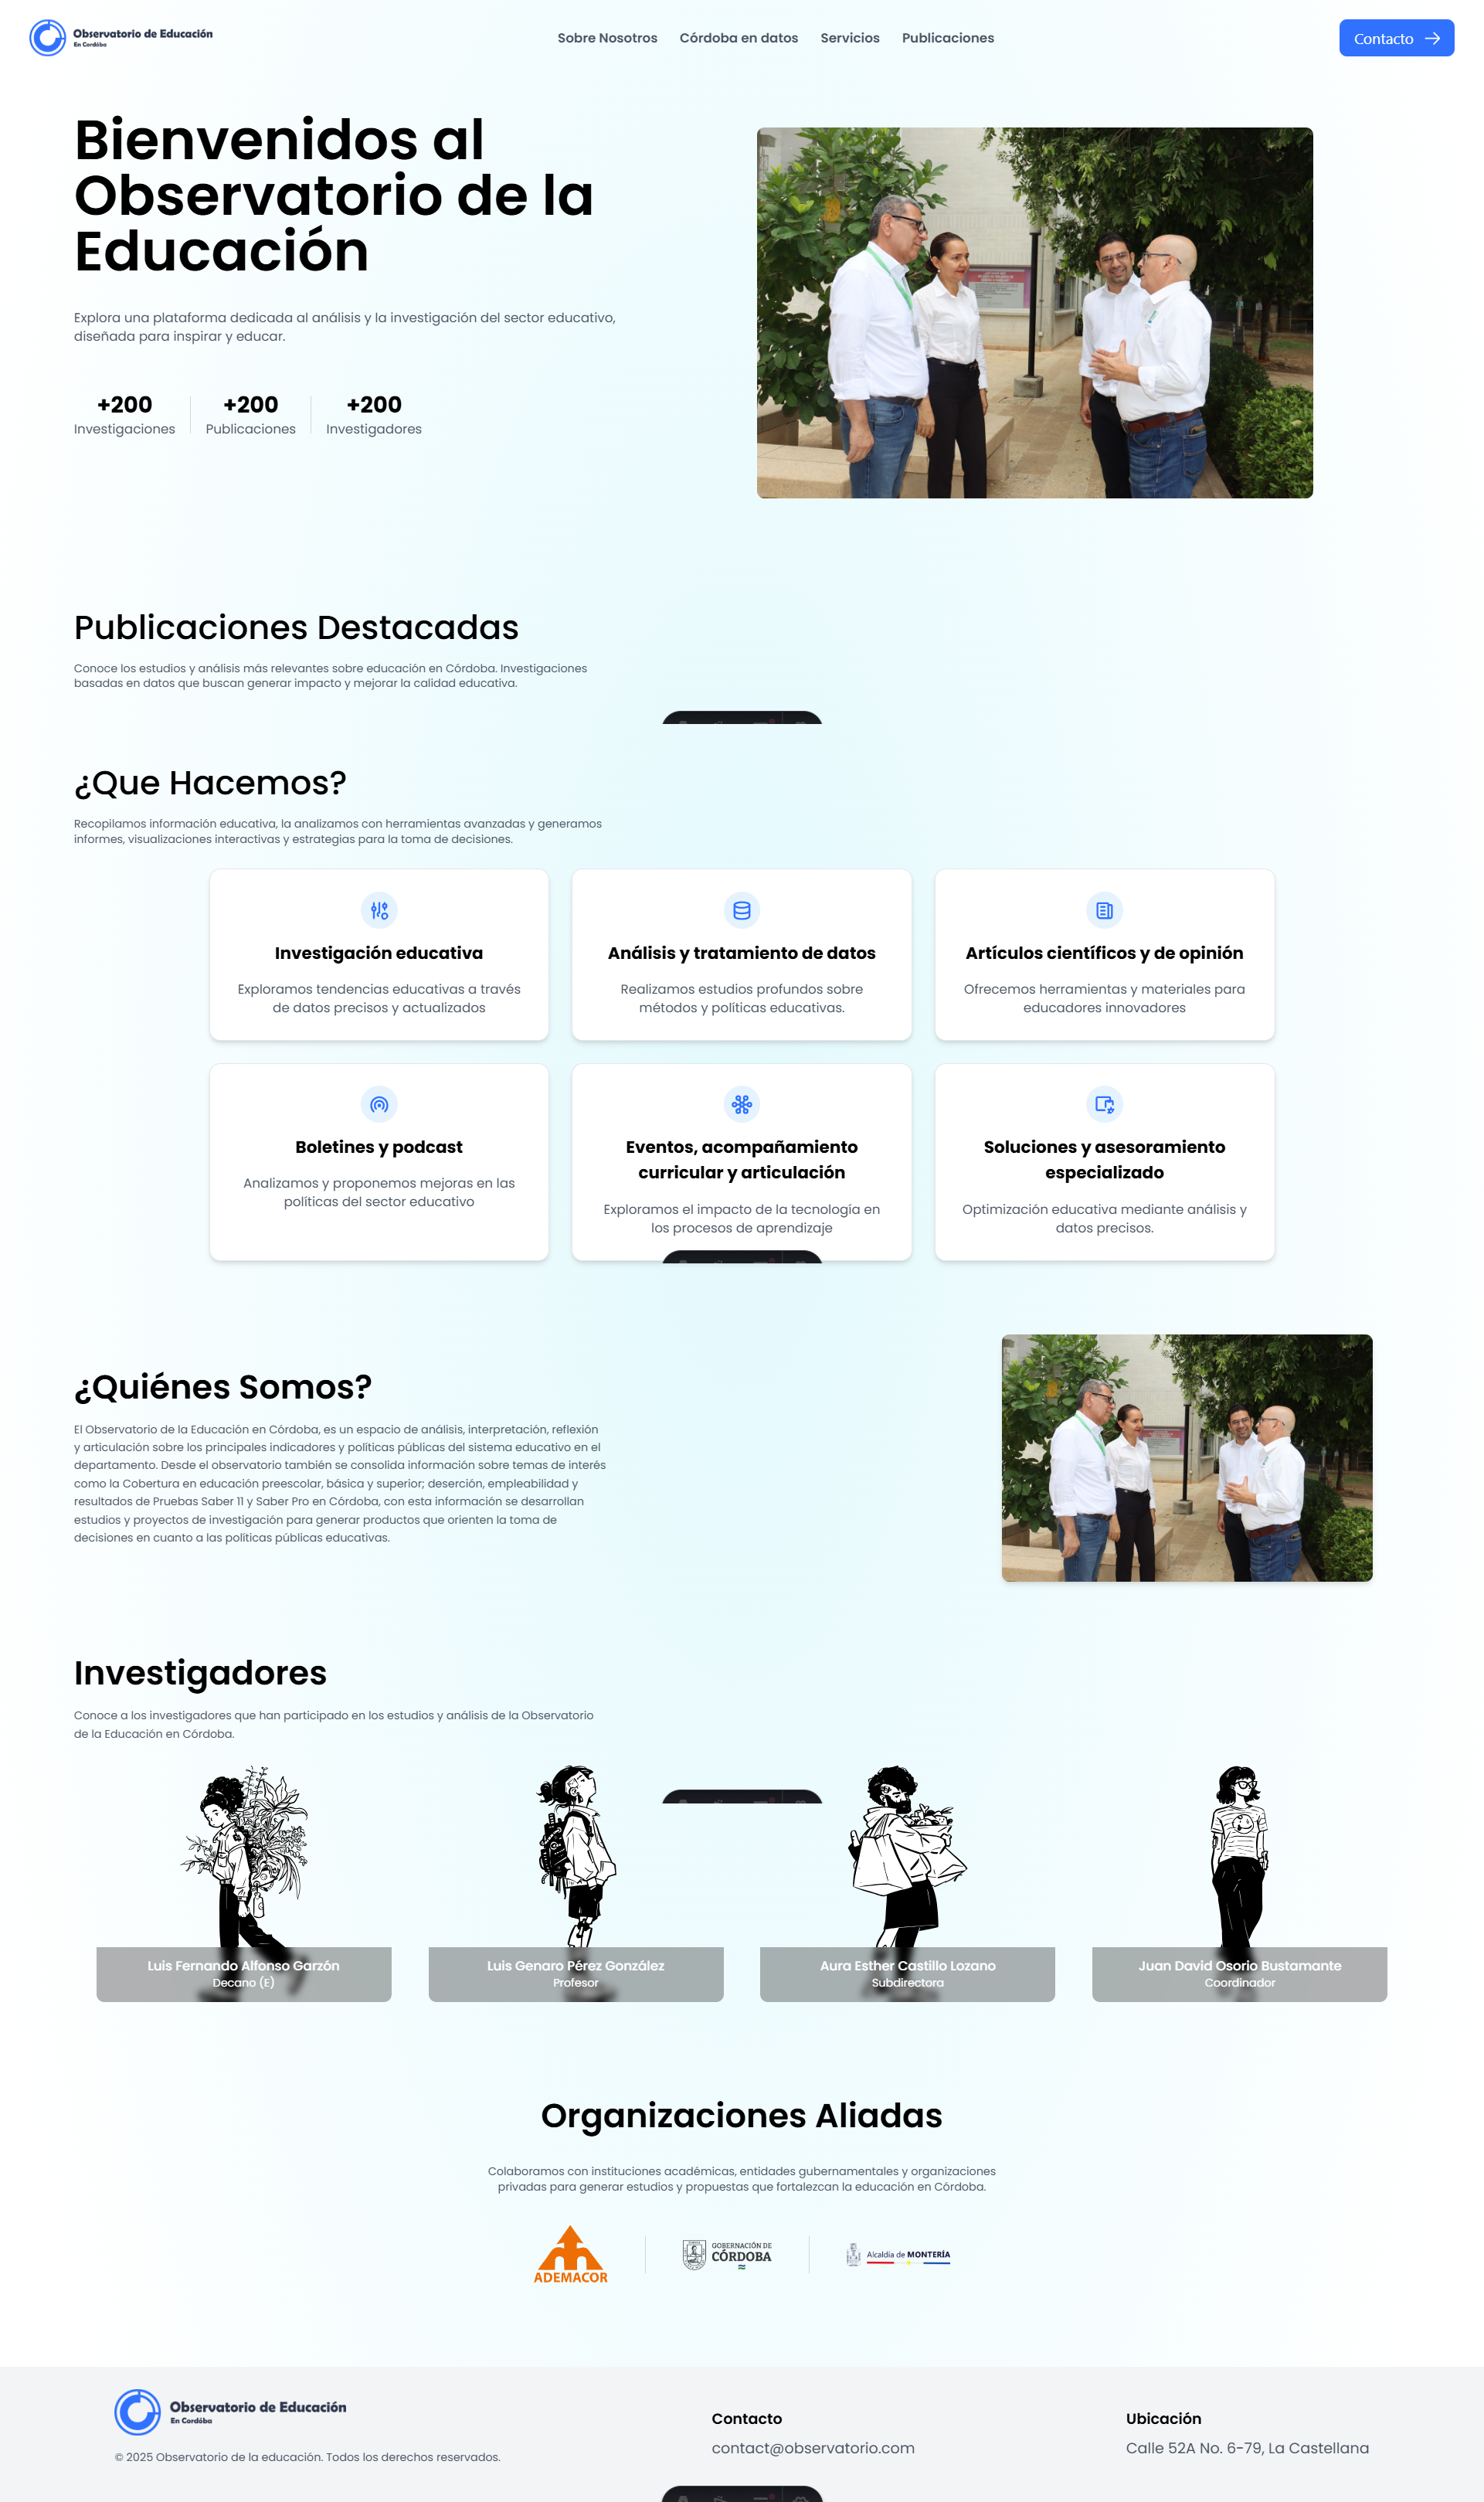 Observatorio de Educación
En Cordóba
Sobre Nosotros
Córdoba en datos
Servicios
Publicaciones
Contacto
Bienvenidos al
Observatorio de la
Educación
Explora una plataforma dedicada al análisis y la investigación del sector educativo,
diseñada para inspirar y educar.
+200
Investigaciones
+200
Publicaciones
+200
Investigadores
Publicaciones Destacadas
Conoce los estudios y análisis más relevantes sobre educación en Córdoba. Investigaciones
basadas en datos que buscan generar impacto y mejorar la calidad educativa.
¿Que Hacemos?
Recopilamos información educativa, la analizamos con herramientas avanzadas y generamos
informes, visualizaciones interactivas y estrategias para la toma de decisiones.
Investigación educativa
Exploramos tendencias educativas a través
de datos precisos y actualizados
Análisis y tratamiento de datos
Realizamos estudios profundos sobre
métodos y políticas educativas.
Artículos científicos y de opinión
Ofrecemos herramientas y materiales para
educadores innovadores
Boletines y podcast
Analizamos y proponemos mejoras en las
políticas del sector educativo
Eventos, acompañamiento
curricular y articulación
Exploramos el impacto de la tecnología en
los procesos de aprendizaje
Soluciones y asesoramiento
especializado
Optimización educativa mediante análisis y
datos precisos.
¿Quiénes Somos?
El Observatorio de la Educación en Córdoba, es un espacio de análisis, interpretación, reflexión
y articulación sobre los principales indicadores y políticas públicas del sistema educativo en el
departamento. Desde el observatorio también se consolida información sobre temas de interés
como la Cobertura en educación preescolar, básica y superior; deserción, empleabilidad y
resultados de Pruebas Saber 11 y Saber Pro en Córdoba, con esta información se desarrollan
estudios y proyectos de investigación para generar productos que orienten la toma de
decisiones en cuanto a las políticas públicas educativas.
Investigadores
Conoce a los investigadores que han participado en los estudios y análisis de la Observatorio
de la Educación en Córdoba.
Luis Fernando Alfonso Garzón
Decano (E)
Luis Genaro Pérez González
Profesor
Aura Esther Castillo Lozano
Subdirectora
Juan David Osorio Bustamante
Coordinador
Organizaciones Aliadas
Colaboramos con instituciones académicas, entidades gubernamentales y organizaciones
privadas para generar estudios y propuestas que fortalezcan la educación en Córdoba.
ADEMACOR
GOBERNACIÓN DE
CÓRDOBA
Alcaldía de MONTERÍA
Observatorio de Educación
En Cordóba
© 2025 Observatorio de la educación. Todos los derechos reservados.
Contacto
contact@observatorio.com
Ubicación
Calle 52A No. 6-79, La Castellana